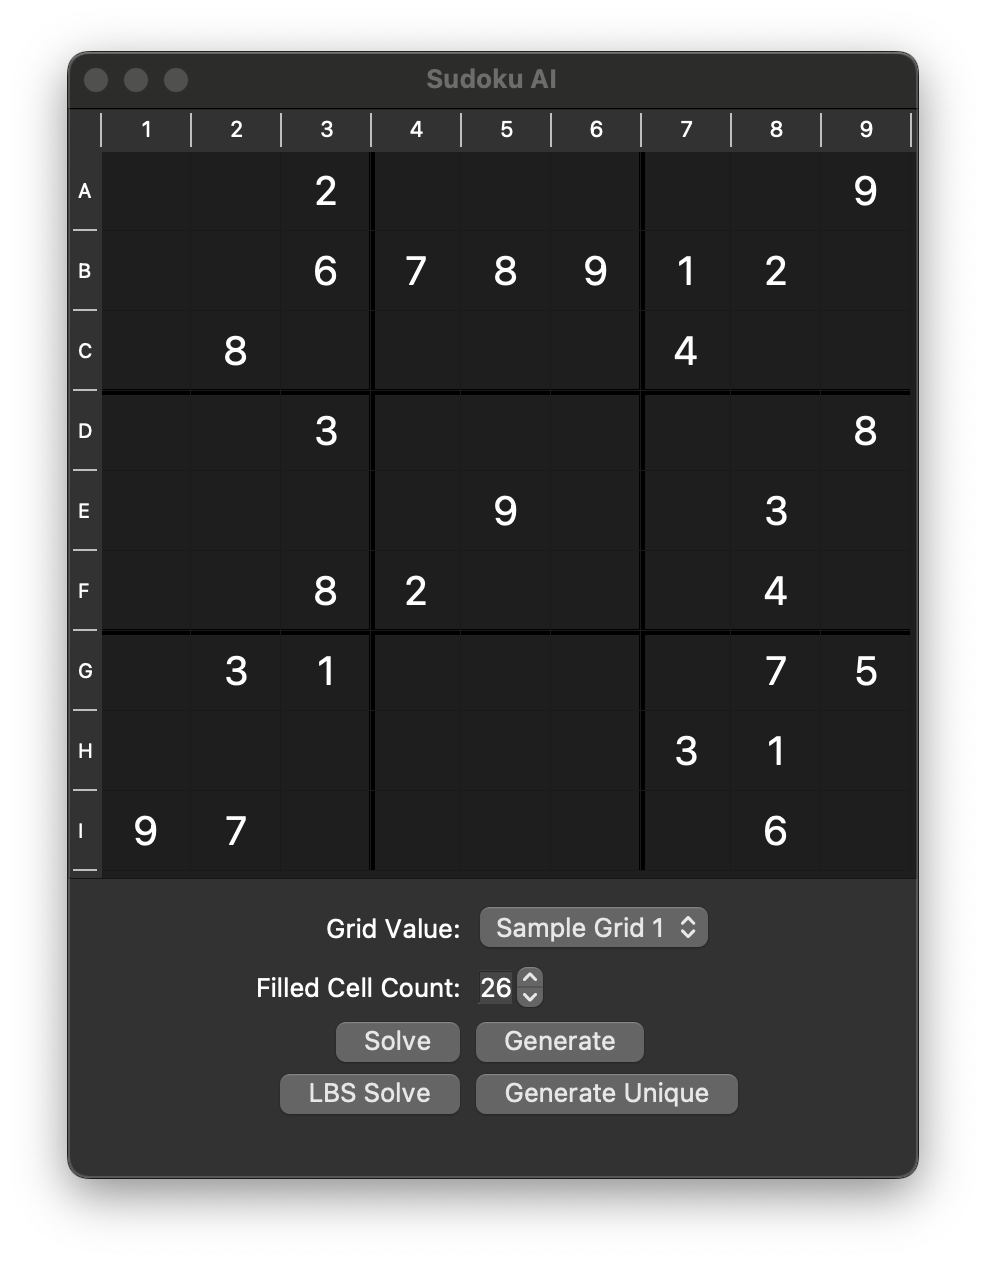 Sudoku AI
1 2 3 4 5 6 7 8 9
A 2 9
B 6 7 8 9 1 2
C 8 4
D 3 8
E 9 3
F 8 2 4
G 3 1 7 5
H 3 1
I 9 7 6
Grid Value: Sample Grid 1
Filled Cell Count: 26
Solve Generate
LBS Solve Generate Unique